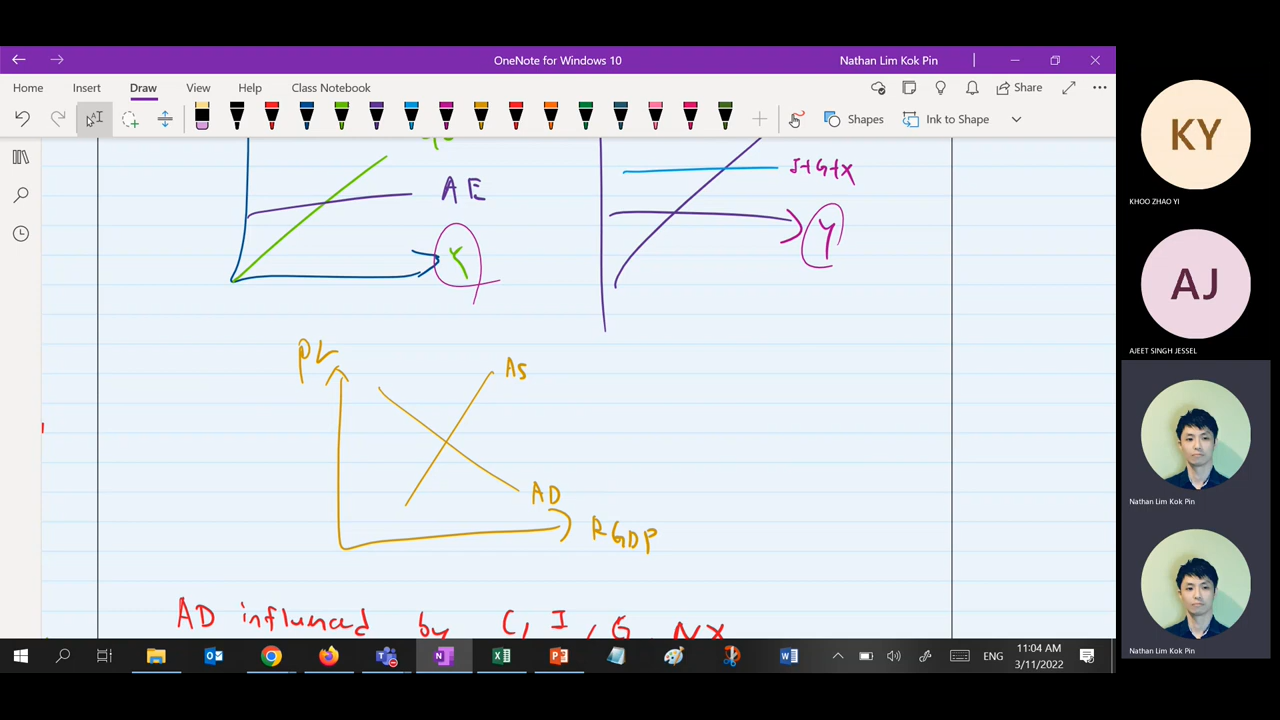 OneNote for Windows 10
Nathan Lim Kok Pin
Home
Insert
Draw
View
Help
Class Notebook
Share
Shapes
Ink to Shape
AE
Y
I+G+X
Y
PL
AS
AD
RGDP
AD influenced by C, I, G, NX
KY
KHOO ZHAO YI
AJ
AJEET SINGH JESSEL
Nathan Lim Kok Pin
Nathan Lim Kok Pin
ENG
11:04 AM
3/11/2022